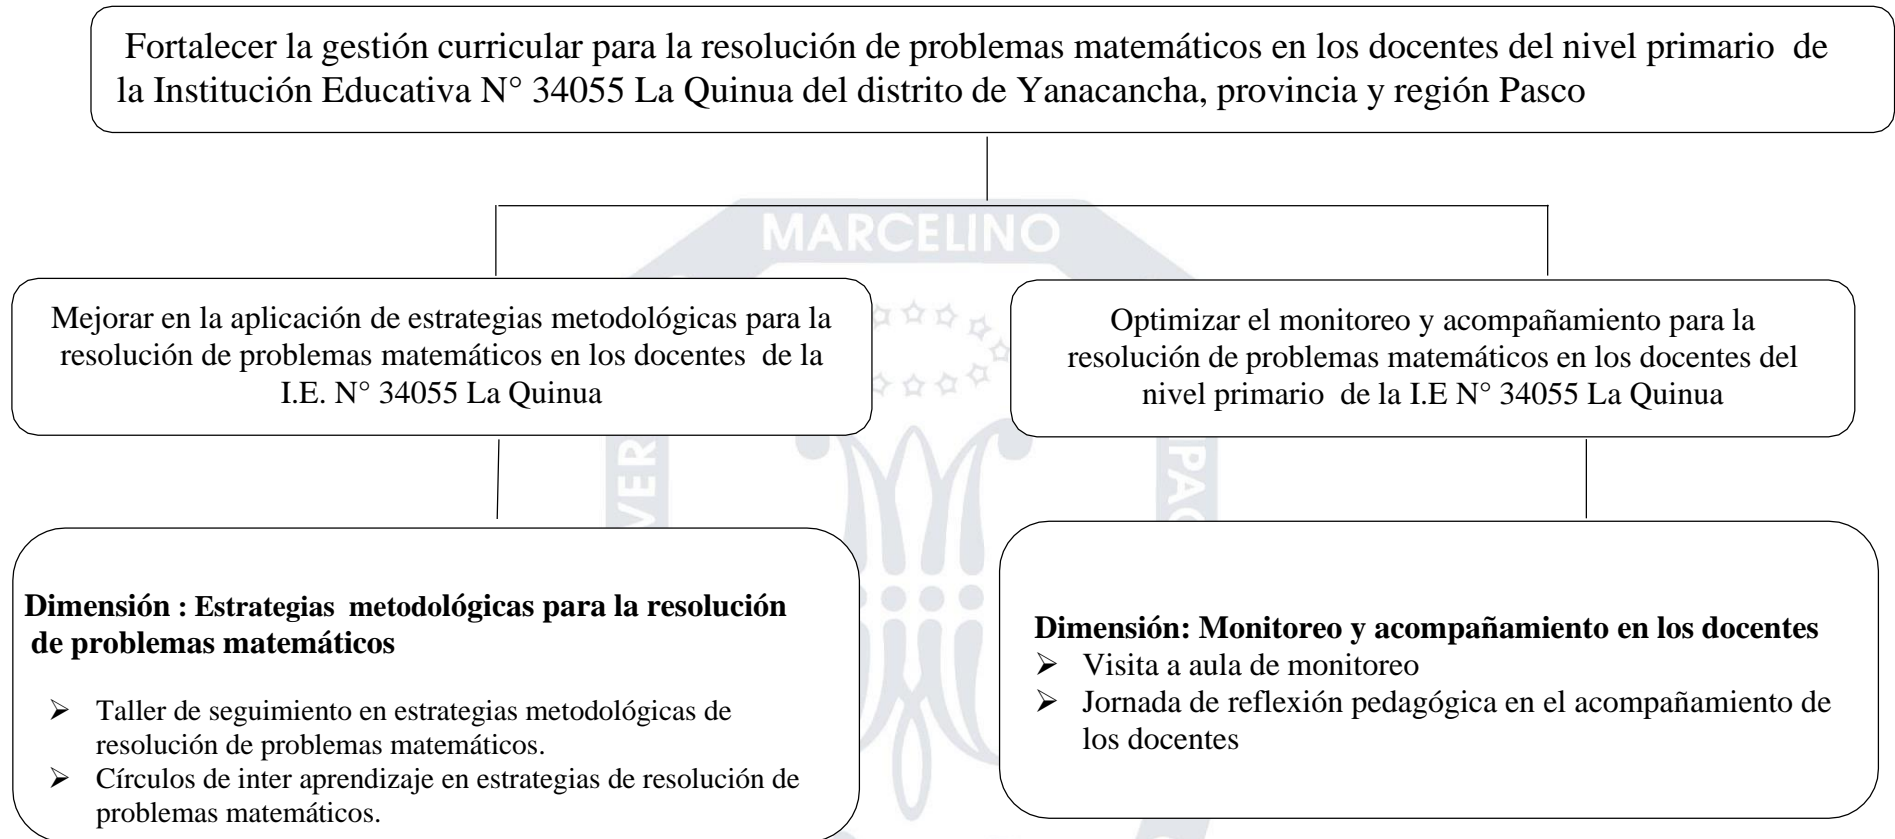 Fortalecer la gestión curricular para la resolución de problemas matemáticos en los docentes del nivel primario de
la Institución Educativa N° 34055 La Quinua del distrito de Yanacancha, provincia y región Pasco
MARCELINO
Mejorar en la aplicación de estrategias metodológicas para la
resolución de problemas matemáticos en los docentes de la
I.E. N° 34055 La Quinua
Optimizar el monitoreo y acompañamiento para la
resolución de problemas matemáticos en los docentes del
nivel primario de la I.E N° 34055 La Quinua
Dimensión : Estrategias metodológicas para la resolución
de problemas matemáticos
➢ Taller de seguimiento en estrategias metodológicas de
resolución de problemas matemáticos.
➢ Círculos de inter aprendizaje en estrategias de resolución de
problemas matemáticos.
Dimensión: Monitoreo y acompañamiento en los docentes
➢ Visita a aula de monitoreo
➢ Jornada de reflexión pedagógica en el acompañamiento de
los docentes